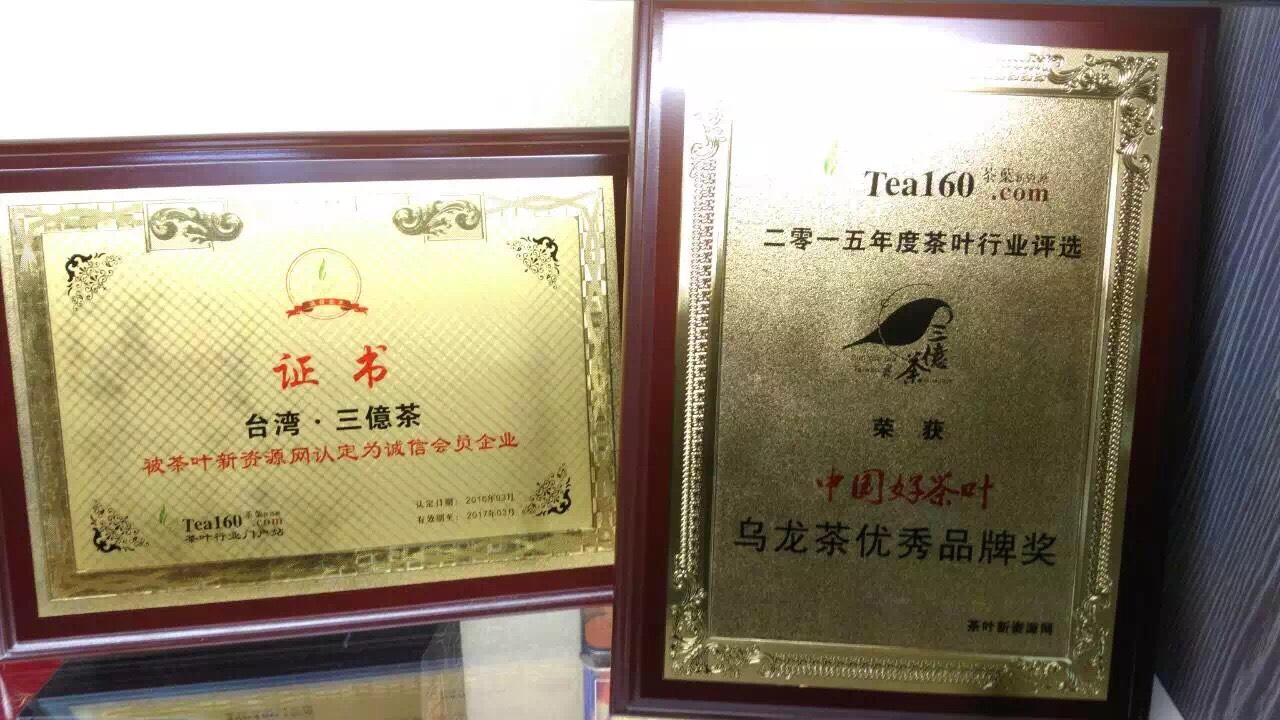 证书
台湾·三億茶
被茶叶新资源网认定为诚信会员企业
认定日期：2016年03月
有效期至：2017年03月
Tea160.com
茶叶行业门户站
Tea160.com
二零一五年度茶叶行业评选
三億茶
荣获
中国好茶叶
乌龙茶优秀品牌奖
茶叶新资源网